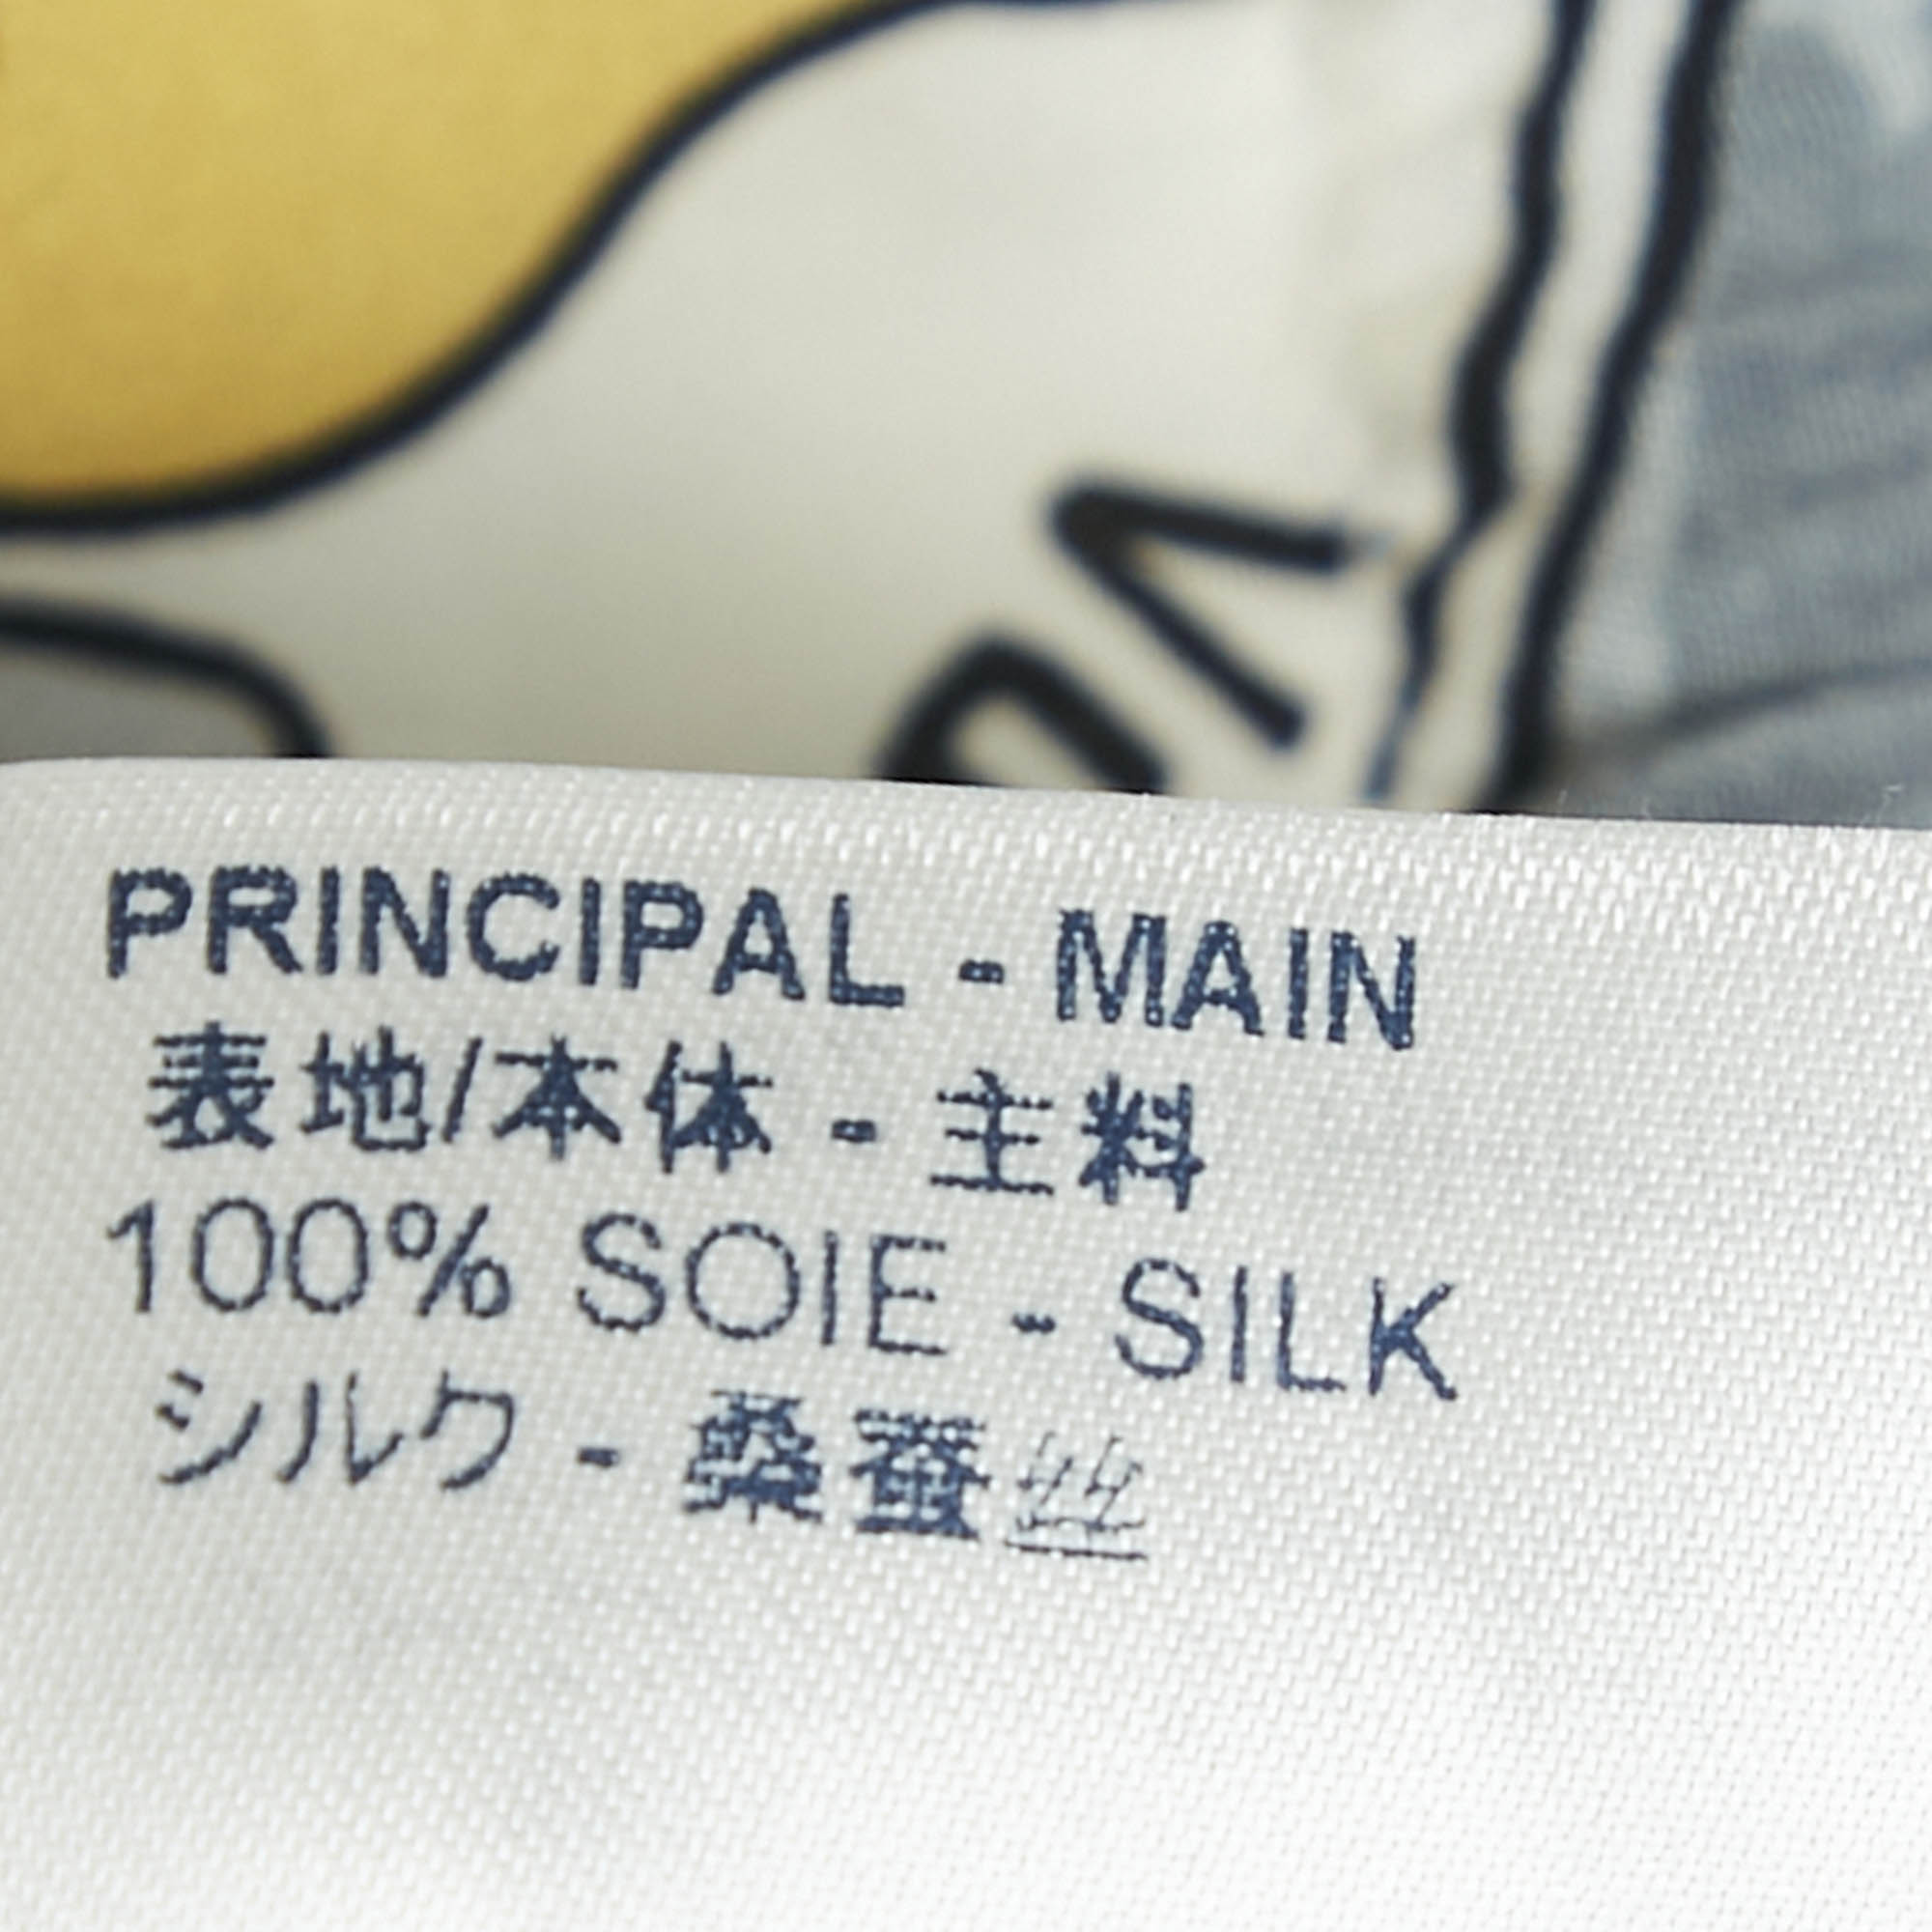 PRINCIPAL - MAIN
表地/本体 - 主料
100% SOIE - SILK
シルク - 桑蚕丝